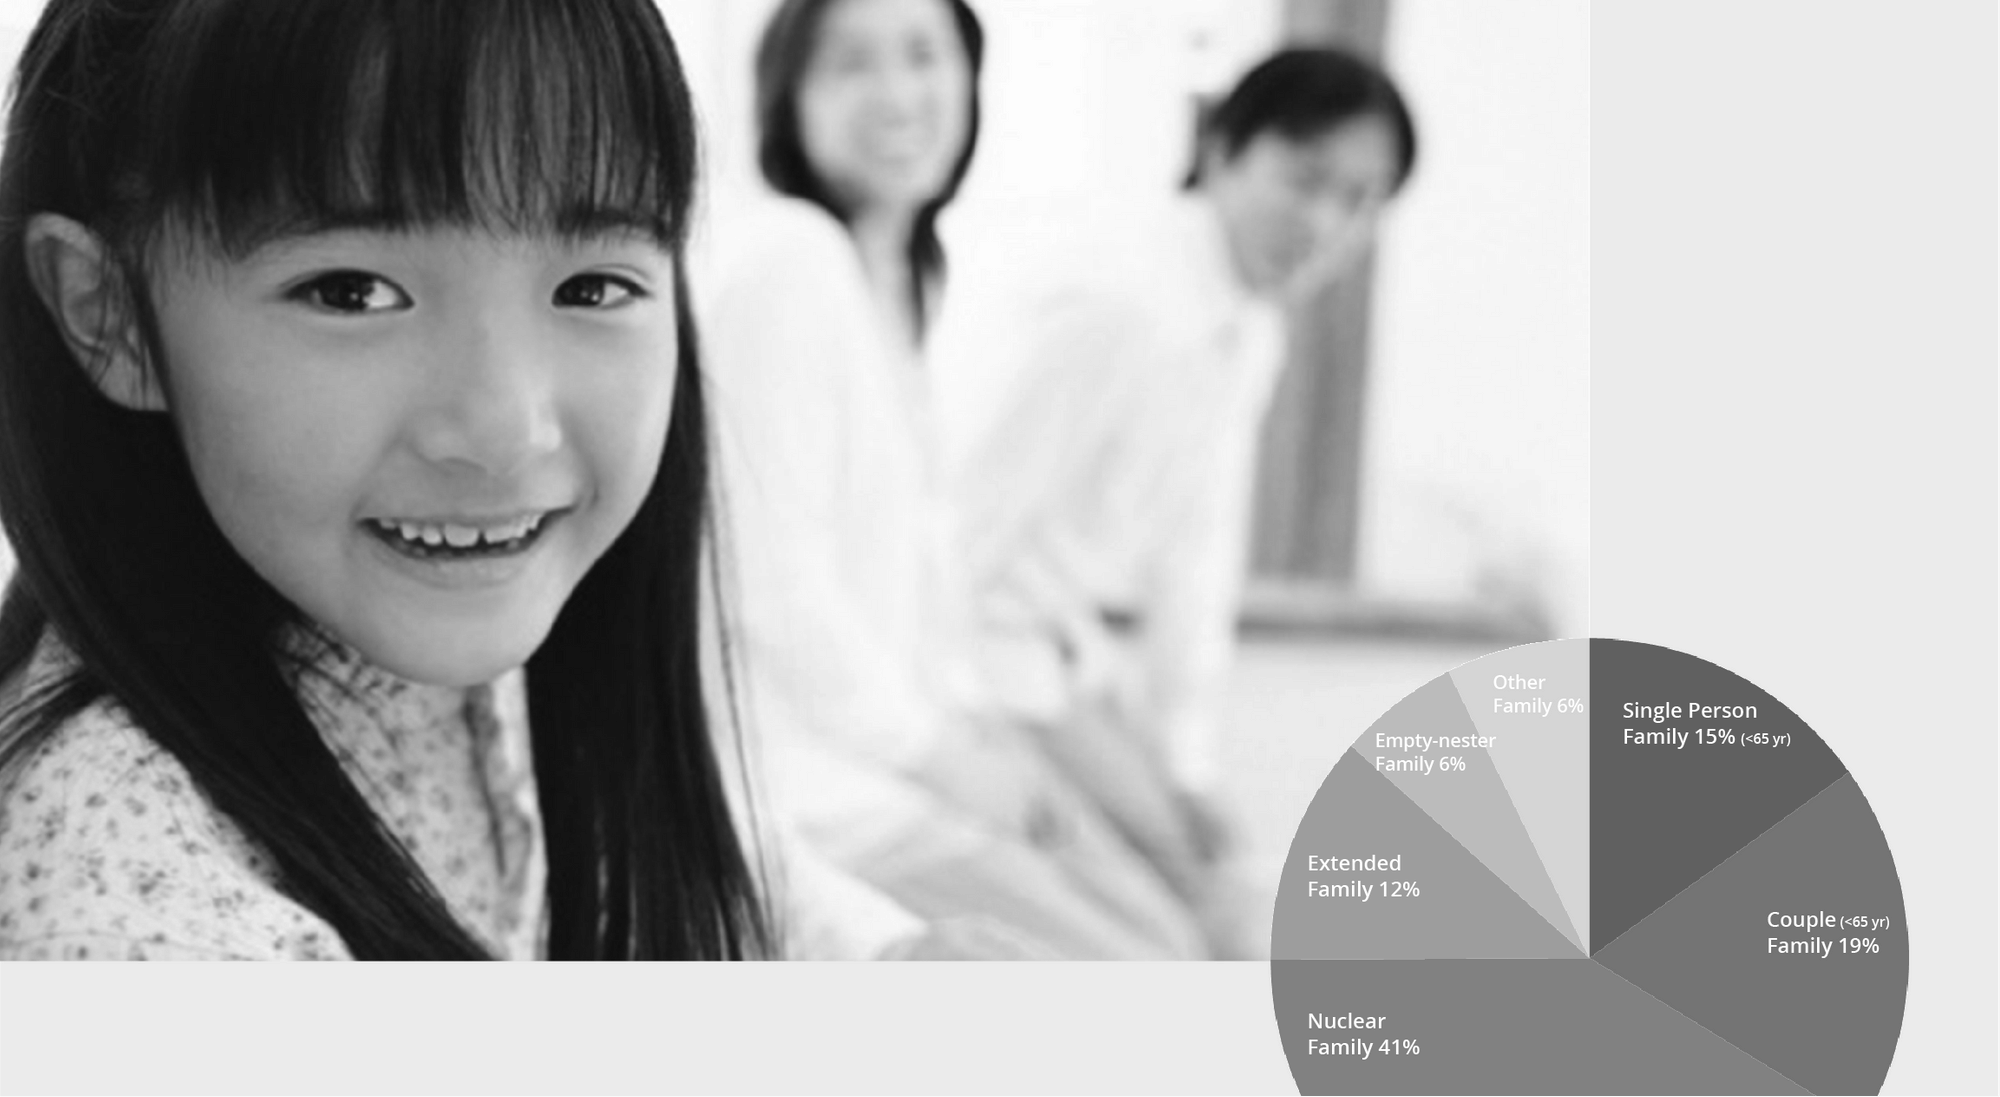 Other
Family 6%
Single Person
Family 15% (<65 yr)
Empty-nester
Family 6%
Extended
Family 12%
Couple (<65 yr)
Family 19%
Nuclear
Family 41%